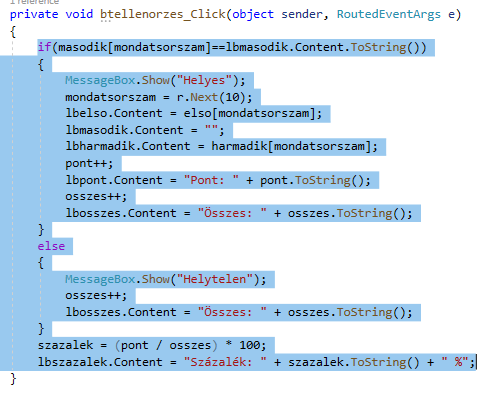 1 reference
private void btellenorzes_Click(object sender, RoutedEventArgs e)
{
if(masodik[mondatsorszam]==lbmasodik.Content.ToString())
{
MessageBox.Show("Helyes");
mondatsorszam = r.Next(10);
lbelso.Content = elso[mondatsorszam];
lbmasodik.Content = "";
lbharmadik.Content = harmadik[mondatsorszam];
pont++;
lbpont.Content = "Pont: " + pont.ToString();
osszes++;
lbosszes.Content = "Összes: " + osszes.ToString();
}
else
{
MessageBox.Show("Helytelen");
osszes++;
lbosszes.Content = "Összes: " + osszes.ToString();
}
szazalek = (pont / osszes) * 100;
lbszazalek.Content = "Százalék: " + szazalek.ToString() + " %";
}